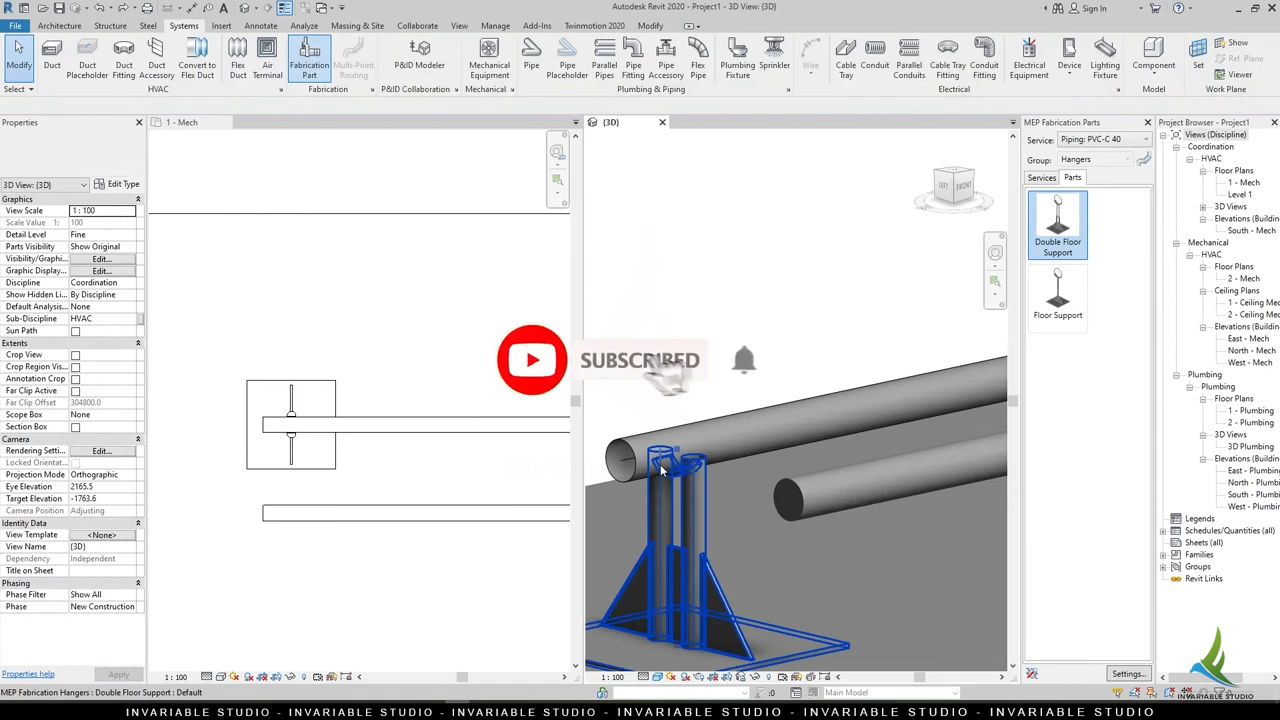 Autodesk Revit 2020 - Project1 - 3D View: {3D}
Sign In
File Architecture Structure Steel Systems Insert Annotate Analyze Massing & Site Collaborate View Manage Add-Ins Twinmotion 2020 Modify
Modify
Duct
Duct Placeholder
Duct Fitting
Duct Accessory
Convert to Flex Duct
Flex Duct
Air Terminal
Fabrication Part
Multi-Point Routing
P&ID Modeler
Mechanical Equipment
Pipe
Pipe Placeholder
Parallel Pipes
Pipe Fitting
Pipe Accessory
Flex Pipe
Plumbing Fixture
Sprinkler
Wire
Cable Tray
Conduit
Parallel Conduits
Cable Tray Fitting
Conduit Fitting
Electrical Equipment
Device
Lighting Fixture
Component
Set
Show
Ref Plane
Viewer
Select HVAC Fabrication P&ID Collaboration Mechanical Plumbing & Piping Electrical Model Work Plane
Properties
3D View: {3D} Edit Type
Graphics
View Scale 1 : 100
Scale Value 1: 100
Detail Level Fine
Parts Visibility Show Original
Visibility/Graphi... Edit...
Graphic Display... Edit...
Discipline Coordination
Show Hidden Li... By Discipline
Default Analysis... None
Sub-Discipline HVAC
Sun Path
Extents
Crop View
Crop Region Vis...
Annotation Crop
Far Clip Active
Far Clip Offset 304800.0
Scope Box None
Section Box
Camera
Rendering Setti... Edit...
Locked Orientat...
Projection Mode Orthographic
Eye Elevation 2165.5
Target Elevation -1763.6
Camera Position Adjusting
Identity Data
View Template <None>
View Name {3D}
Dependency Independent
Title on Sheet
Phasing
Phase Filter Show All
Phase New Construction
Properties help Apply
1 - Mech
{3D}
LEFT FRONT
SUBSCRIBED
1 : 100
1 : 100
MEP Fabrication Parts
Service: Piping: PVC-C 40
Group: Hangers
Services Parts
Double Floor Support
Floor Support
Settings...
Project Browser - Project1
Views (Discipline)
Coordination
HVAC
Floor Plans
1 - Mech
Level 1
3D Views
Elevations (Building
South - Mech
Mechanical
HVAC
Floor Plans
2 - Mech
Ceiling Plans
1 - Ceiling Mec
2 - Ceiling Mec
Elevations (Buildin
East - Mech
North - Mech
West - Mech
Plumbing
Plumbing
Floor Plans
1 - Plumbing
2 - Plumbing
3D Views
3D Plumbing
Elevations (Buildin
East - Plumbin
North - Plumbi
South - Plumbi
West - Plumbin
Legends
Schedules/Quantities (all)
Sheets (all)
Families
Groups
Revit Links
MEP Fabrication Hangers : Double Floor Support : Default
:0
Main Model
INVARIABLE STUDIO
INVARIABLE STUDIO - INVARIABLE STUDIO - INVARIABLE STUDIO - INVARIABLE STUDIO - INVARIABLE STUDIO - INVARIABLE STUDIO